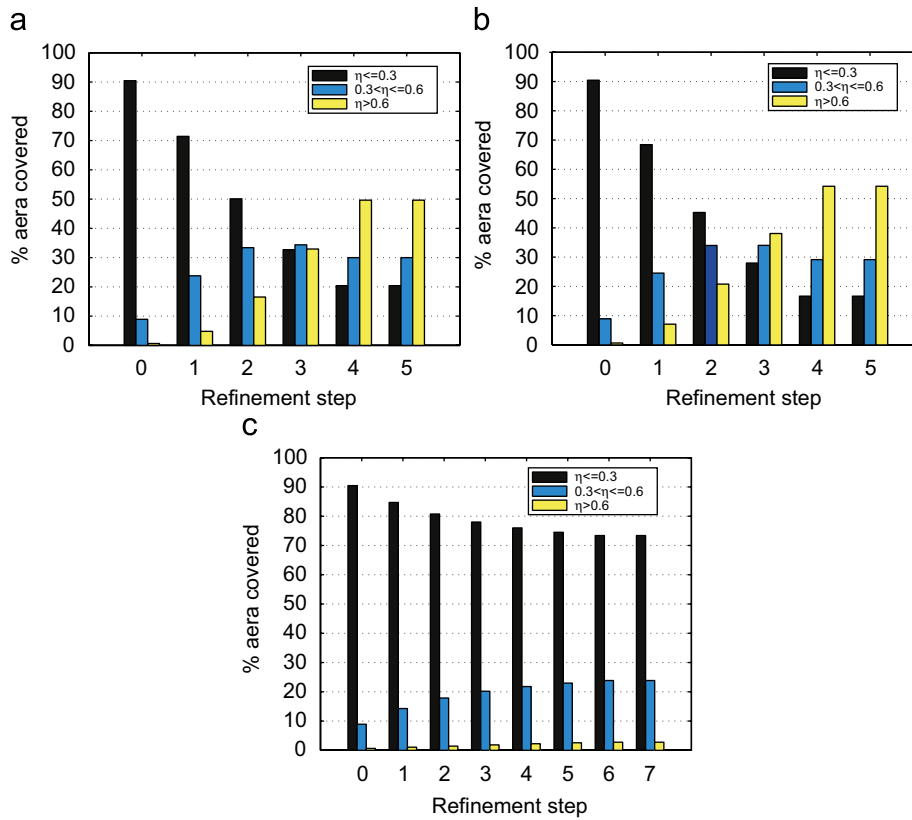 a
100
90
80
70
60
50
40
30
20
10
0
% aera covered
η<=0.3
0.3<η<=0.6
η>0.6
0 1 2 3 4 5
Refinement step
b
100
90
80
70
60
50
40
30
20
10
0
% aera covered
η<=0.3
0.3<η<=0.6
η>0.6
0 1 2 3 4 5
Refinement step
c
100
90
80
70
60
50
40
30
20
10
0
% aera covered
η<=0.3
0.3<η<=0.6
η>0.6
0 1 2 3 4 5 6 7
Refinement step